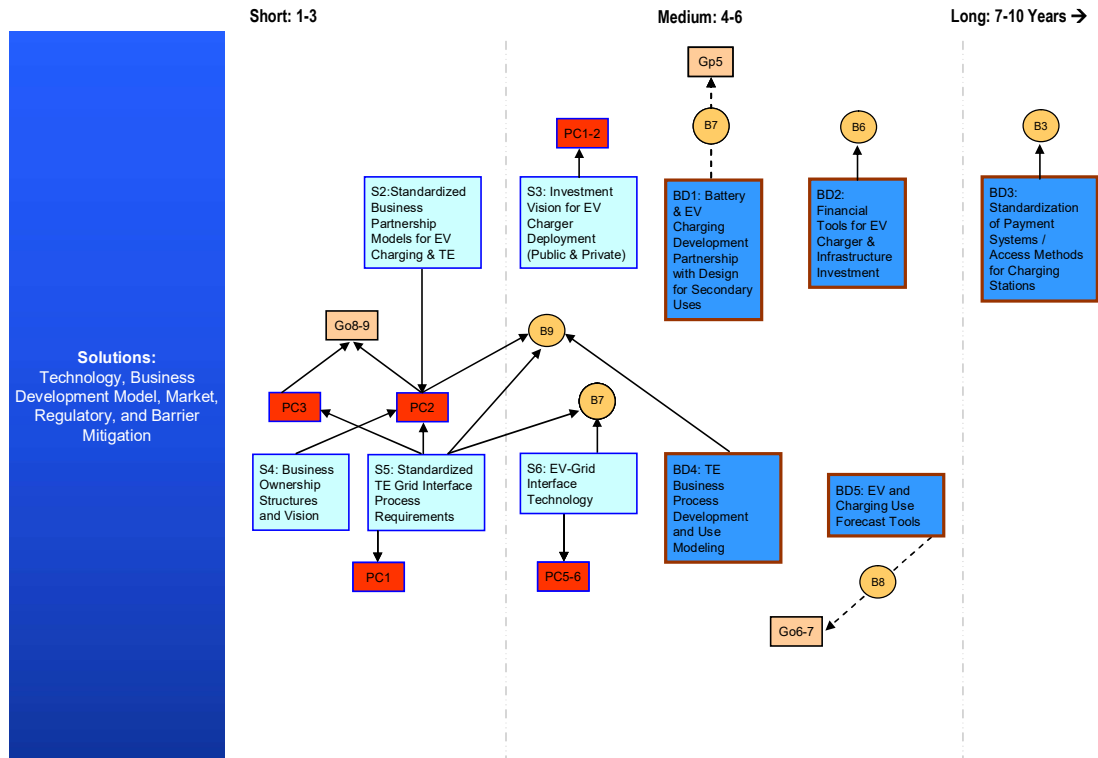 Short: 1-3
Medium: 4-6
Long: 7-10 Years →
Solutions:
Technology, Business
Development Model, Market,
Regulatory, and Barrier
Mitigation
Gp5
PC1-2
B7
B6
B3
S2:Standardized
Business
Partnership
Models for EV
Charging & TE
S3: Investment
Vision for EV
Charger
Deployment
(Public & Private)
BD1: Battery
& EV
Charging
Development
Partnership
with Design
for Secondary
Uses
BD2:
Financial
Tools for EV
Charger &
Infrastructure
Investment
BD3:
Standardization
of Payment
Systems /
Access Methods
for Charging
Stations
Go8-9
B9
PC3
PC2
B7
S4: Business
Ownership
Structures
and Vision
S5: Standardized
TE Grid Interface
Process
Requirements
S6: EV-Grid
Interface
Technology
BD4: TE
Business
Process
Development
and Use
Modeling
BD5: EV and
Charging Use
Forecast Tools
PC1
PC5-6
B8
Go6-7